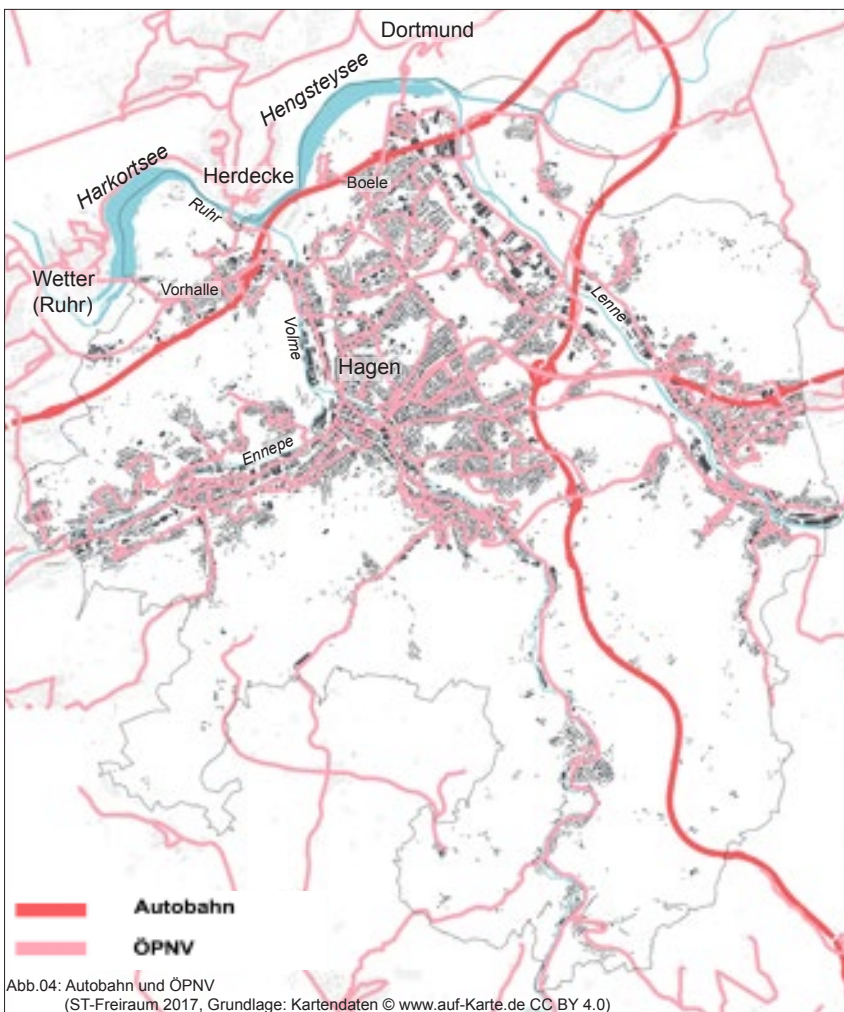 Dortmund
Hengsteysee
Harkortsee
Herdecke
Boele
Ruhr
Wetter
(Ruhr)
Vorhalle
Lenne
Volme
Hagen
Ennepe
Autobahn
ÖPNV
Abb.04: Autobahn und ÖPNV
(ST-Freiraum 2017, Grundlage: Kartendaten © www.auf-Karte.de CC BY 4.0)